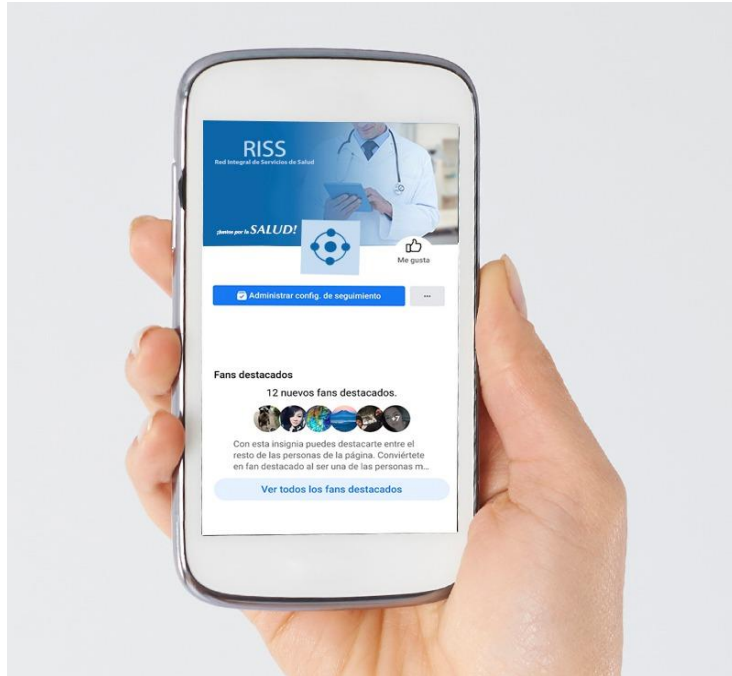 RISS
Red Integral de Servicios de Salud
¡Juntos por la SALUD!
Me gusta
Administrar config. de seguimiento
...
Fans destacados
12 nuevos fans destacados.
+7
Con esta insignia puedes destacarte entre el
resto de las personas de la página. Conviértete
en fan destacado al ser una de las personas m...
Ver todos los fans destacados